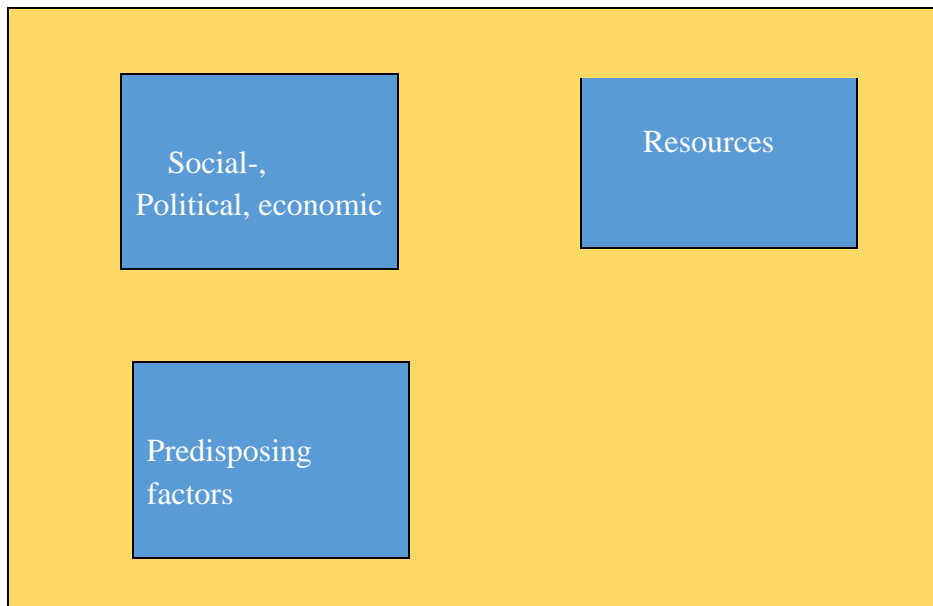 Social-,
Political, economic
Resources
Predisposing
factors